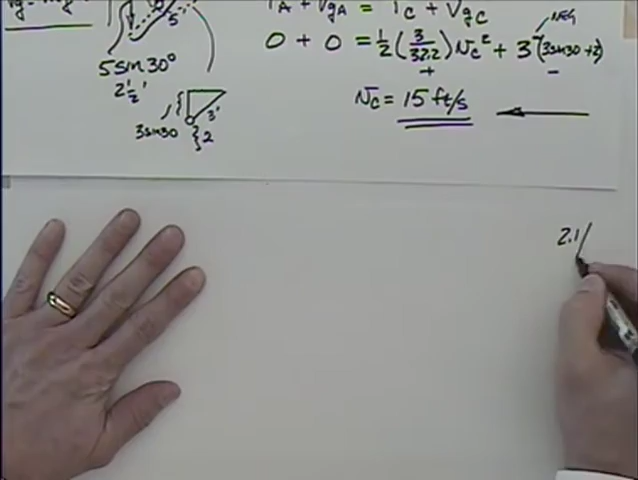 T_A + V_gA = T_C + V_gC
5
0 + 0 = 1/2 (3/32.2) v_C² + 3 (3sin30+2)
NEG
+
−
5sin30°
2½'
3'
3sin30
2
v_C = 15 ft/s
2.1